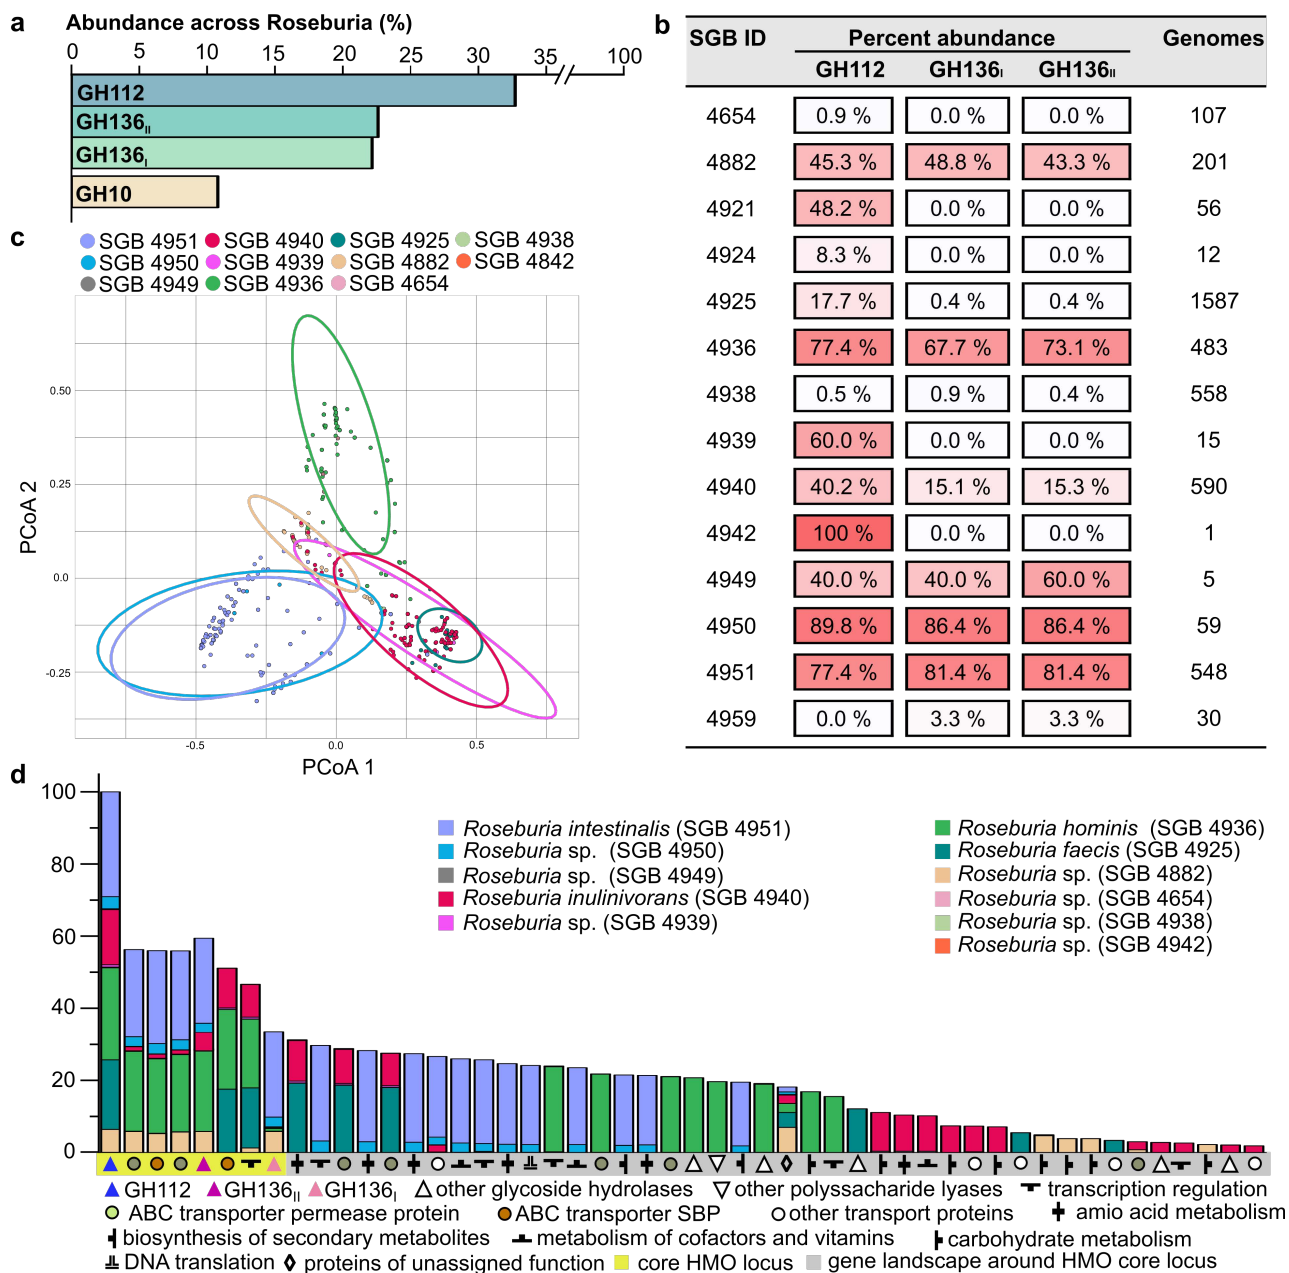 a
Abundance across Roseburia (%)
0 5 10 15 20 25 30 35 100
GH112
GH136II
GH136I
GH10
b
SGB ID Percent abundance Genomes
GH112 GH136I GH136II
4654 0.9 % 0.0 % 0.0 % 107
4882 45.3 % 48.8 % 43.3 % 201
4921 48.2 % 0.0 % 0.0 % 56
4924 8.3 % 0.0 % 0.0 % 12
4925 17.7 % 0.4 % 0.4 % 1587
4936 77.4 % 67.7 % 73.1 % 483
4938 0.5 % 0.9 % 0.4 % 558
4939 60.0 % 0.0 % 0.0 % 15
4940 40.2 % 15.1 % 15.3 % 590
4942 100 % 0.0 % 0.0 % 1
4949 40.0 % 40.0 % 60.0 % 5
4950 89.8 % 86.4 % 86.4 % 59
4951 77.4 % 81.4 % 81.4 % 548
4959 0.0 % 3.3 % 3.3 % 30
c
SGB 4951 SGB 4940 SGB 4925 SGB 4938
SGB 4950 SGB 4939 SGB 4882 SGB 4842
SGB 4949 SGB 4936 SGB 4654
PCoA 2
0.50
0.25
0.0
-0.25
-0.5 0.0 0.5
PCoA 1
d
100
80
60
40
20
0
Roseburia intestinalis (SGB 4951)
Roseburia sp. (SGB 4950)
Roseburia sp. (SGB 4949)
Roseburia inulinivorans (SGB 4940)
Roseburia sp. (SGB 4939)
Roseburia hominis (SGB 4936)
Roseburia faecis (SGB 4925)
Roseburia sp. (SGB 4882)
Roseburia sp. (SGB 4654)
Roseburia sp. (SGB 4938)
Roseburia sp. (SGB 4942)
GH112 GH136II GH136I other glycoside hydrolases other polyssacharide lyases transcription regulation
ABC transporter permease protein ABC transporter SBP other transport proteins amio acid metabolism
biosynthesis of secondary metabolites metabolism of cofactors and vitamins carbohydrate metabolism
DNA translation proteins of unassigned function core HMO locus gene landscape around HMO core locus